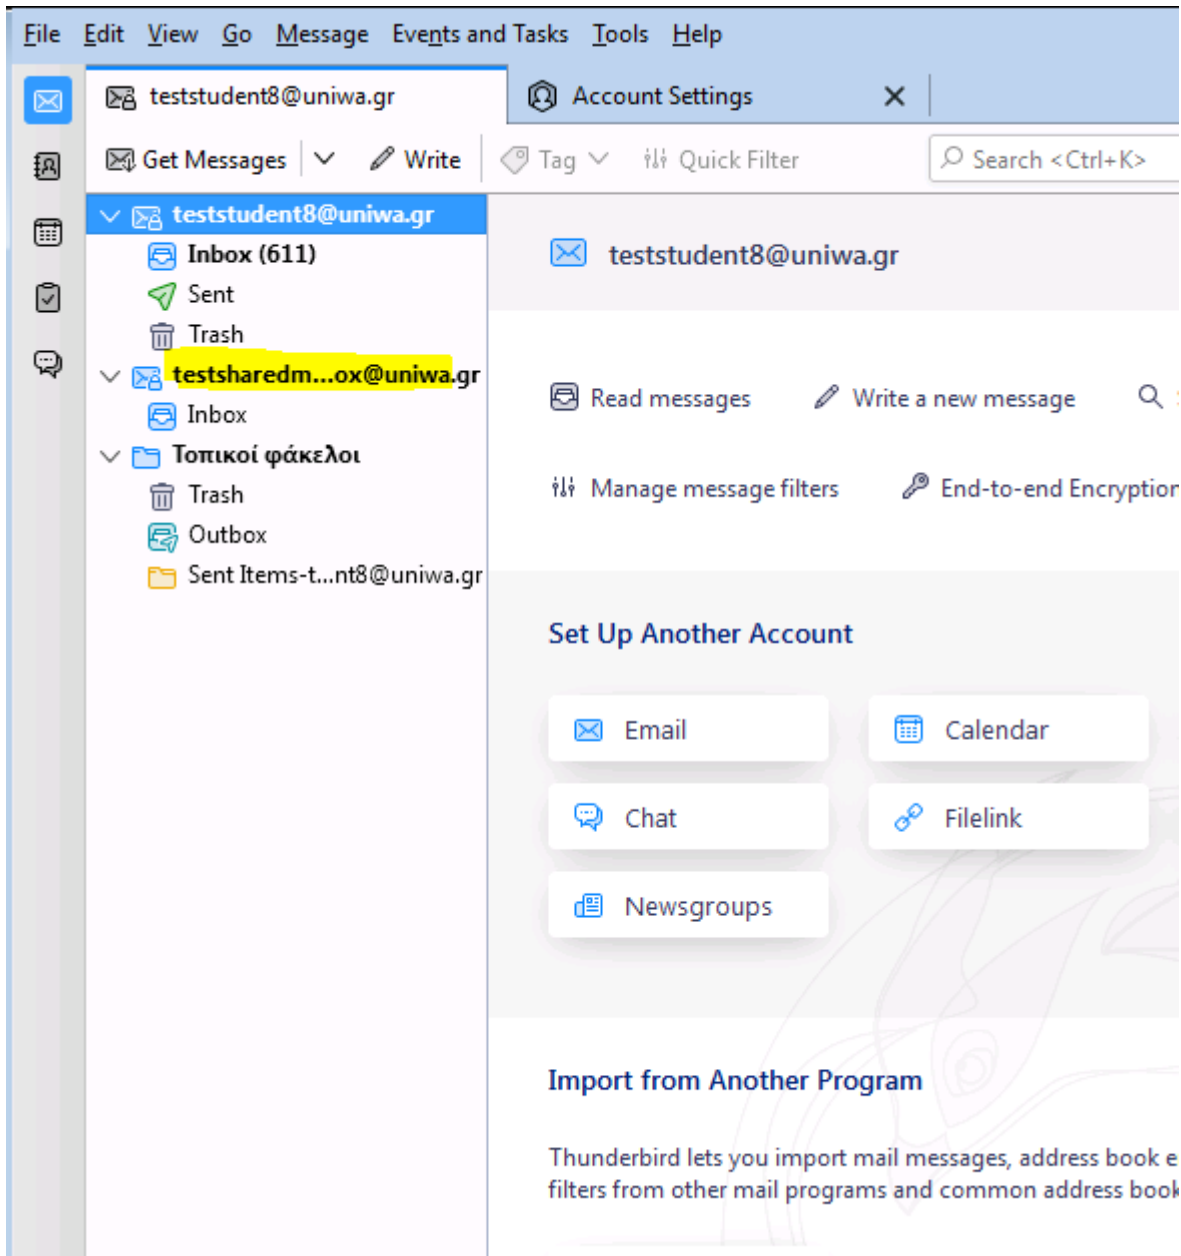 File Edit View Go Message Events and Tasks Tools Help
teststudent8@uniwa.gr Account Settings
Get Messages Write Tag Quick Filter Search <Ctrl+K>
teststudent8@uniwa.gr
Inbox (611)
Sent
Trash
testsharedm...ox@uniwa.gr
Inbox
Τοπικοί φάκελοι
Trash
Outbox
Sent Items-t...nt8@uniwa.gr
teststudent8@uniwa.gr
Read messages Write a new message
Manage message filters End-to-end Encryption
Set Up Another Account
Email Calendar
Chat Filelink
Newsgroups
Import from Another Program
Thunderbird lets you import mail messages, address book
filters from other mail programs and common address book